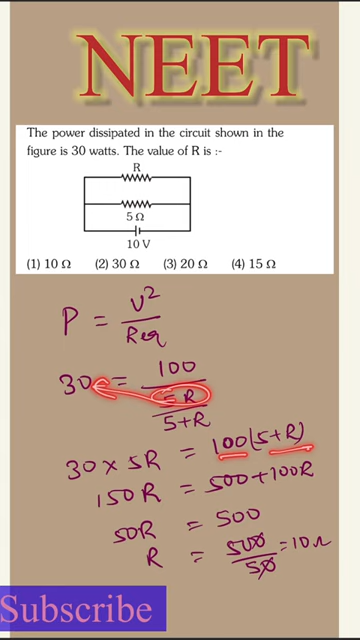 NEET
The power dissipated in the circuit shown in the
figure is 30 watts. The value of R is :-
R
5 Ω
10 V
(1) 10 Ω (2) 30 Ω (3) 20 Ω (4) 15 Ω
P = V²/Req
30 = 100/(5R/(5+R))
30 × 5R = 100(5+R)
150R = 500+100R
50R = 500
R = 500/50 = 10Ω
Subscribe